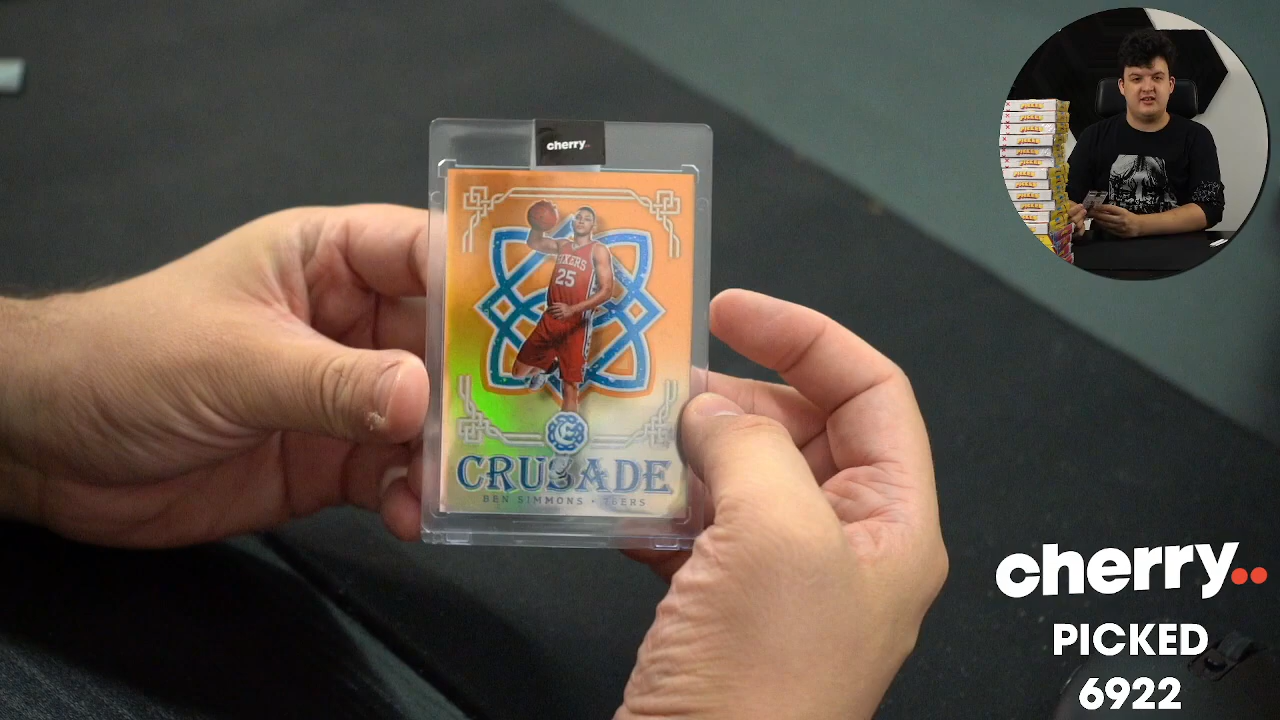 cherry..
SIXERS
25
CRUSADE
BEN SIMMONS • 76ERS
cherry..
PICKED
6922